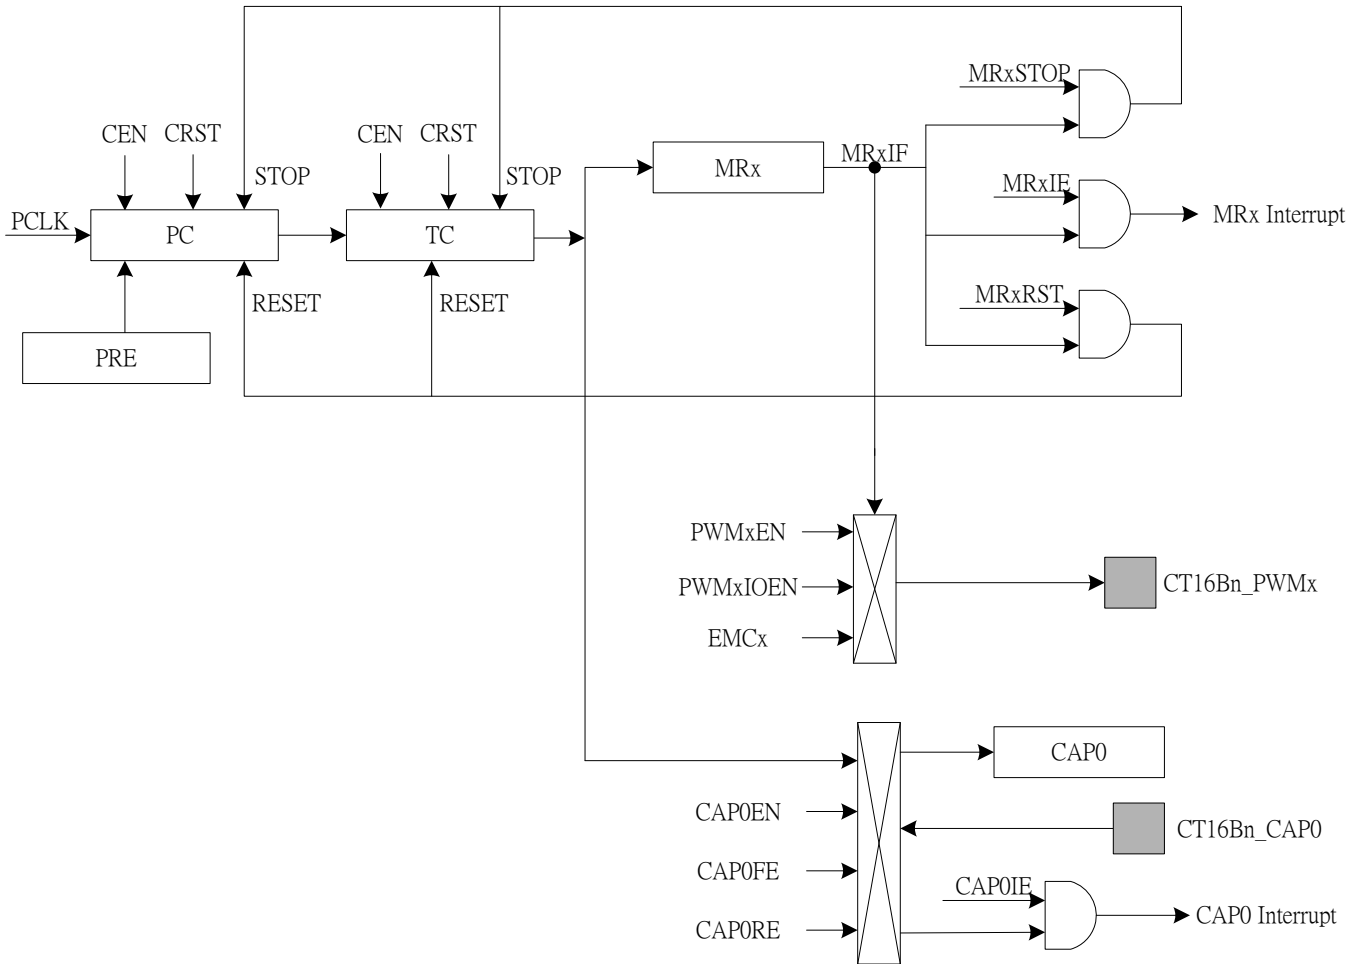 MRxSTOP
CEN
CRST
STOP
CEN
CRST
STOP
MRx
MRxIF
MRxIE
MRx Interrupt
PCLK
PC
TC
RESET
RESET
MRxRST
PRE
PWMxEN
PWMxIOEN
CT16Bn_PWMx
EMCx
CAP0
CAP0EN
CT16Bn_CAP0
CAP0FE
CAP0IE
CAP0RE
CAP0 Interrupt